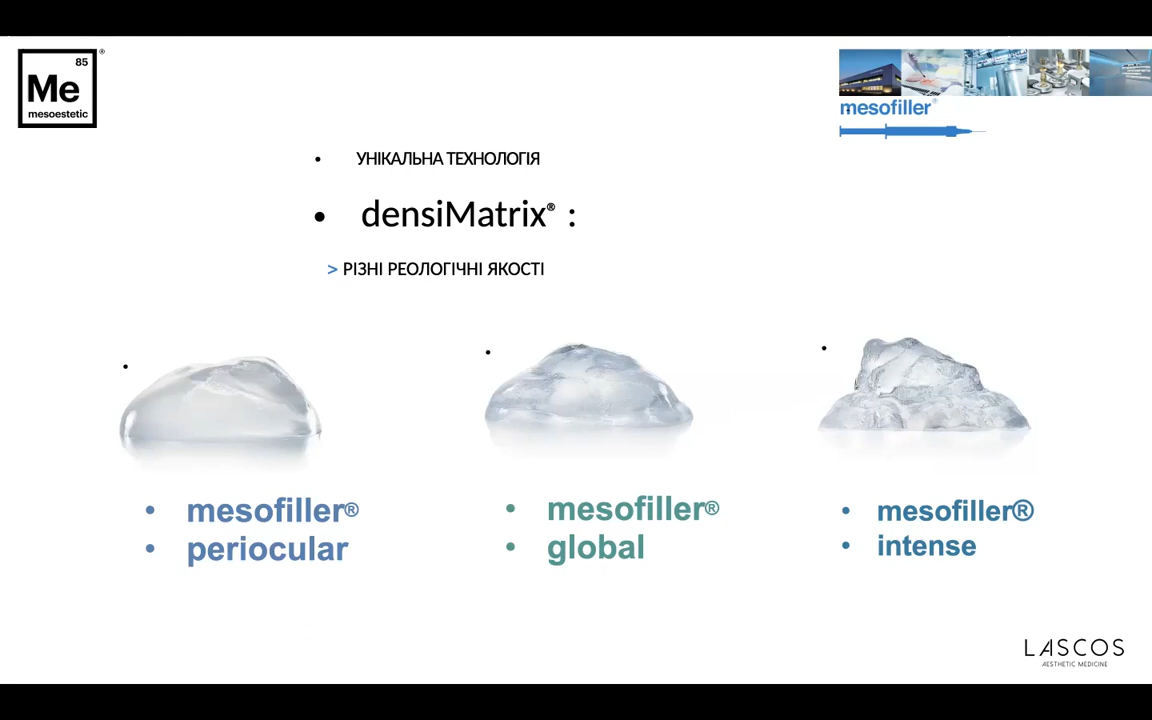 85
Me
mesoestetic
®
mesofiller®
• УНІКАЛЬНА ТЕХНОЛОГІЯ
• densiMatrix® :
> РІЗНІ РЕОЛОГІЧНІ ЯКОСТІ
• mesofiller®
• periocular
• mesofiller®
• global
• mesofiller®
• intense
LASCOS
AESTHETIC MEDICINE